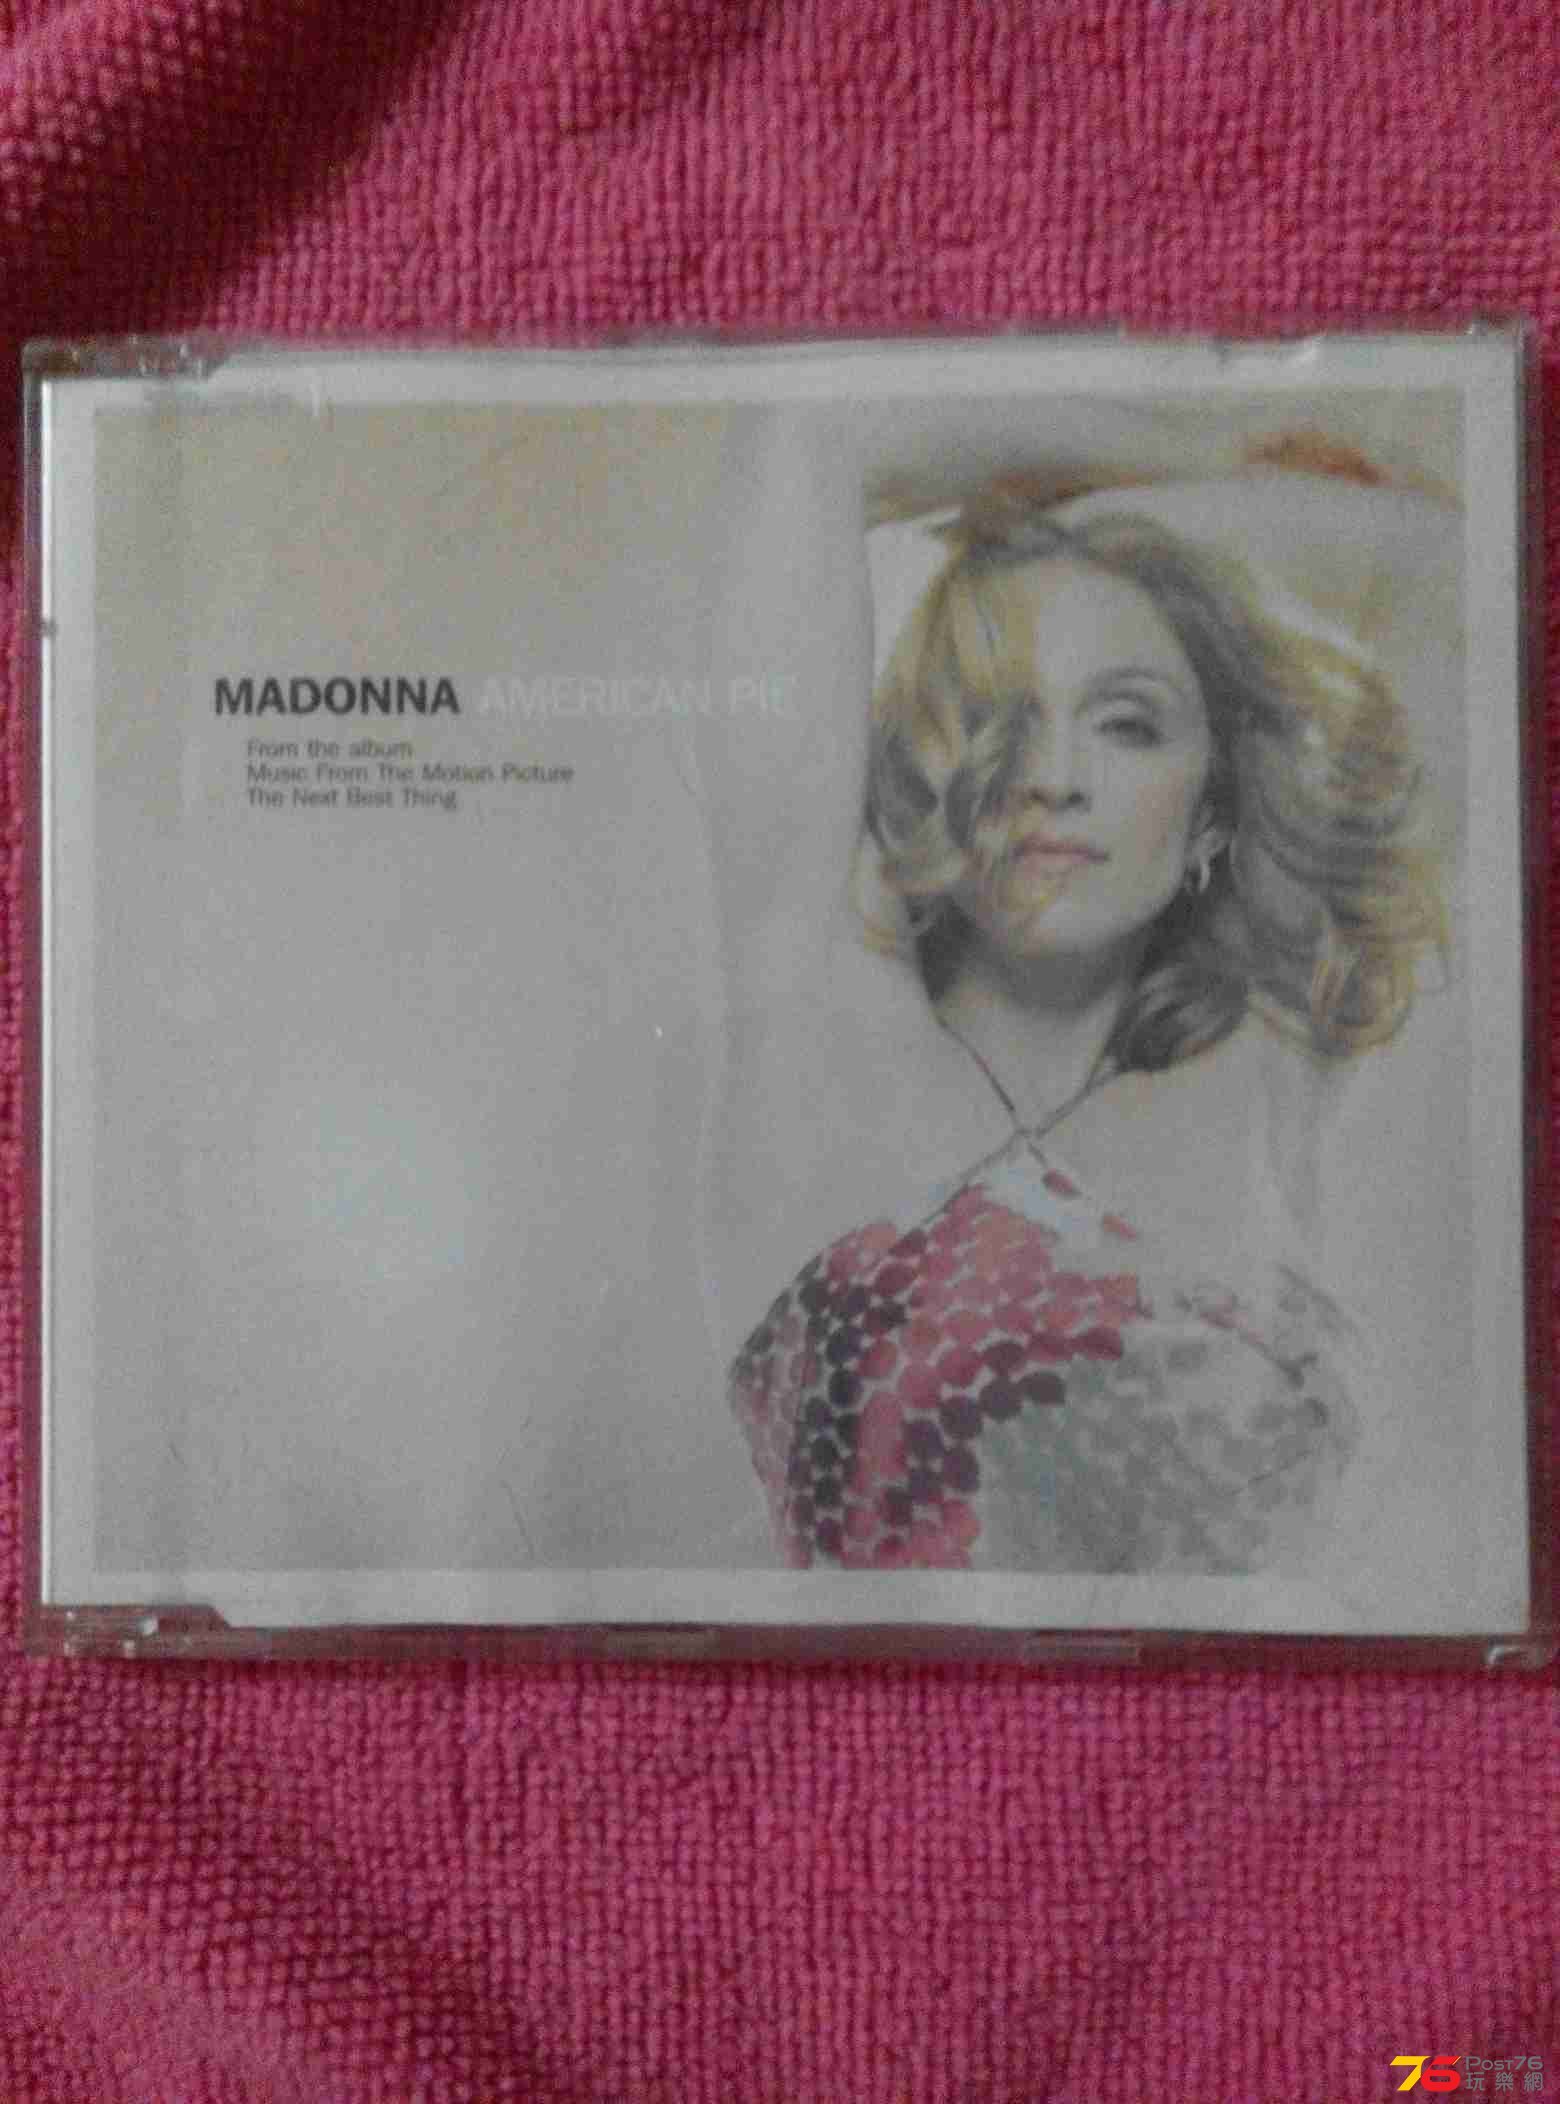 MADONNA AMERICAN PIE
From the album
Music From The Motion Picture
The Next Best Thing
76 Post76
玩樂網